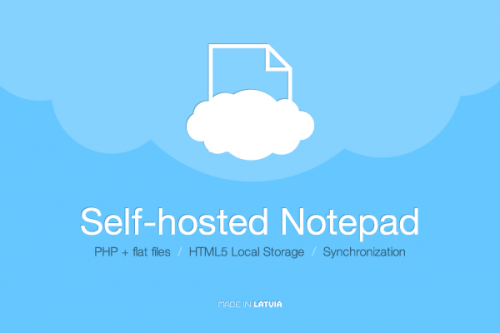 Self-hosted Notepad
PHP + flat files / HTML5 Local Storage / Synchronization
MADE IN LATVIA